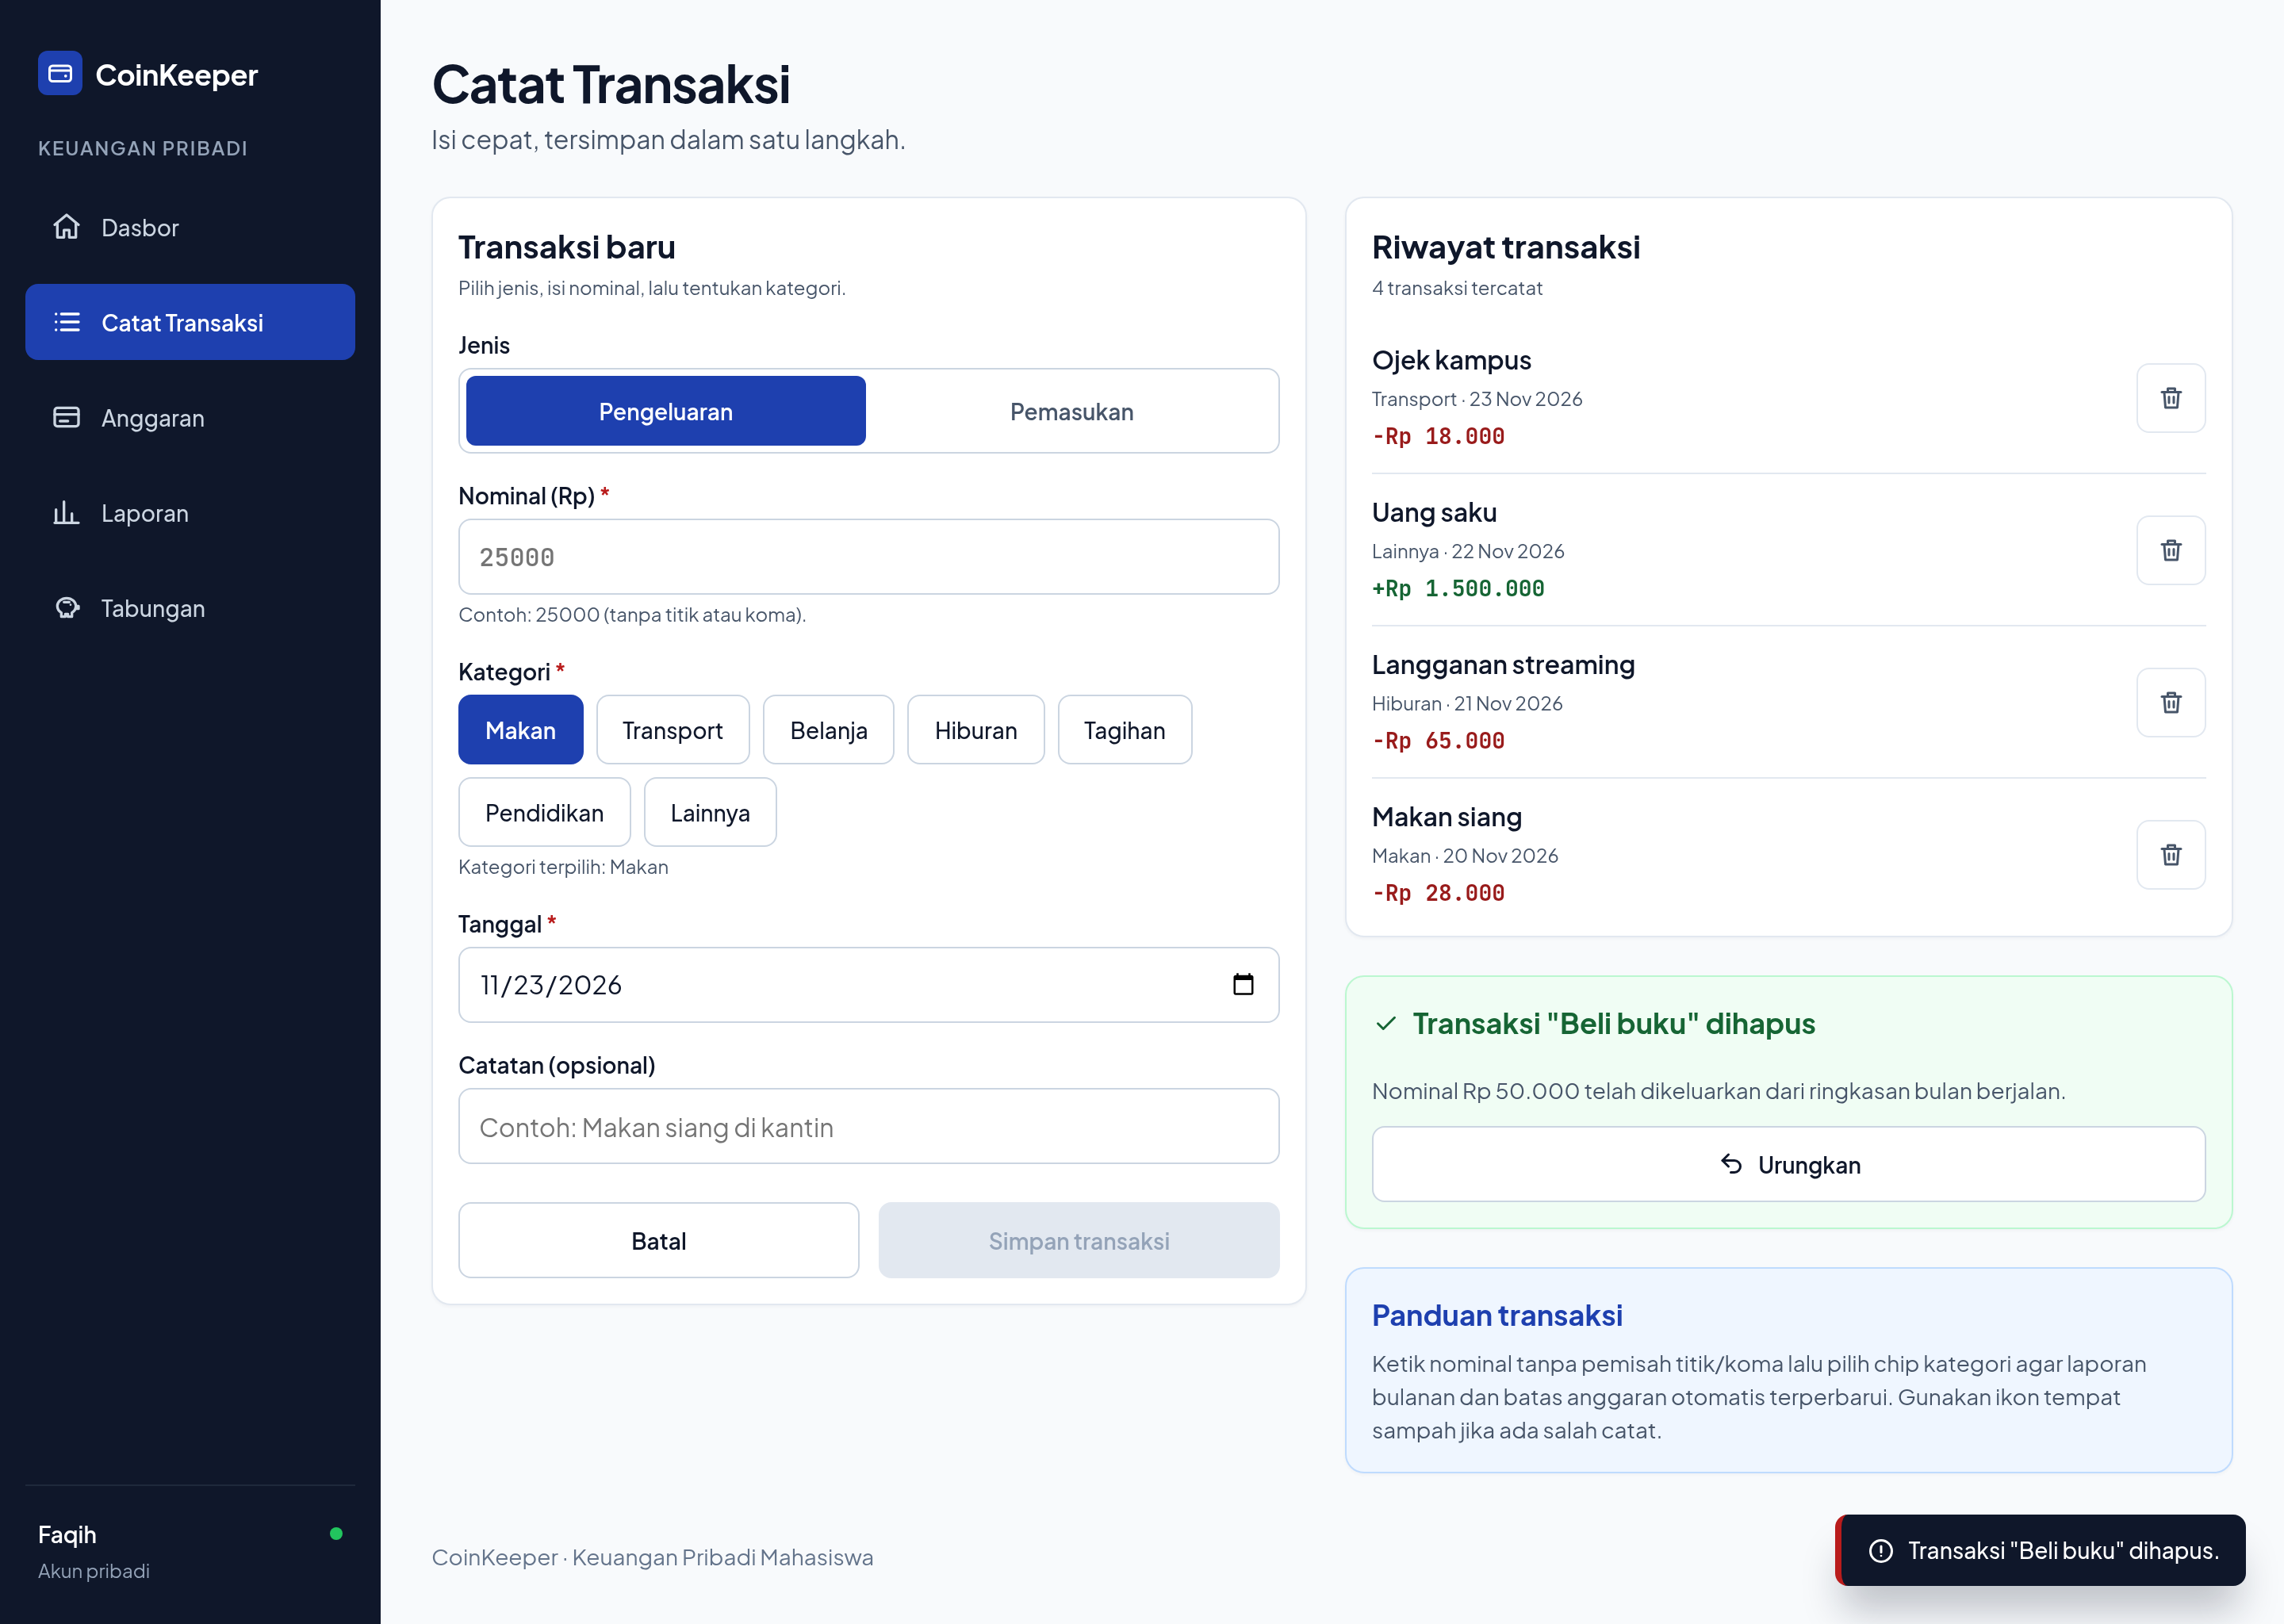 CoinKeeper
KEUANGAN PRIBADI
Dasbor
Catat Transaksi
Anggaran
Laporan
Tabungan
Faqih
Akun pribadi
Catat Transaksi
Isi cepat, tersimpan dalam satu langkah.
Transaksi baru
Pilih jenis, isi nominal, lalu tentukan kategori.
Jenis
Pengeluaran
Pemasukan
Nominal (Rp) *
25000
Contoh: 25000 (tanpa titik atau koma).
Kategori *
Makan
Transport
Belanja
Hiburan
Tagihan
Pendidikan
Lainnya
Kategori terpilih: Makan
Tanggal *
11/23/2026
Catatan (opsional)
Contoh: Makan siang di kantin
Batal
Simpan transaksi
Riwayat transaksi
4 transaksi tercatat
Ojek kampus
Transport · 23 Nov 2026
-Rp 18.000
Uang saku
Lainnya · 22 Nov 2026
+Rp 1.500.000
Langganan streaming
Hiburan · 21 Nov 2026
-Rp 65.000
Makan siang
Makan · 20 Nov 2026
-Rp 28.000
Transaksi "Beli buku" dihapus
Nominal Rp 50.000 telah dikeluarkan dari ringkasan bulan berjalan.
Urungkan
Panduan transaksi
Ketik nominal tanpa pemisah titik/koma lalu pilih chip kategori agar laporan
bulanan dan batas anggaran otomatis terperbarui. Gunakan ikon tempat
sampah jika ada salah catat.
CoinKeeper · Keuangan Pribadi Mahasiswa
Transaksi "Beli buku" dihapus.